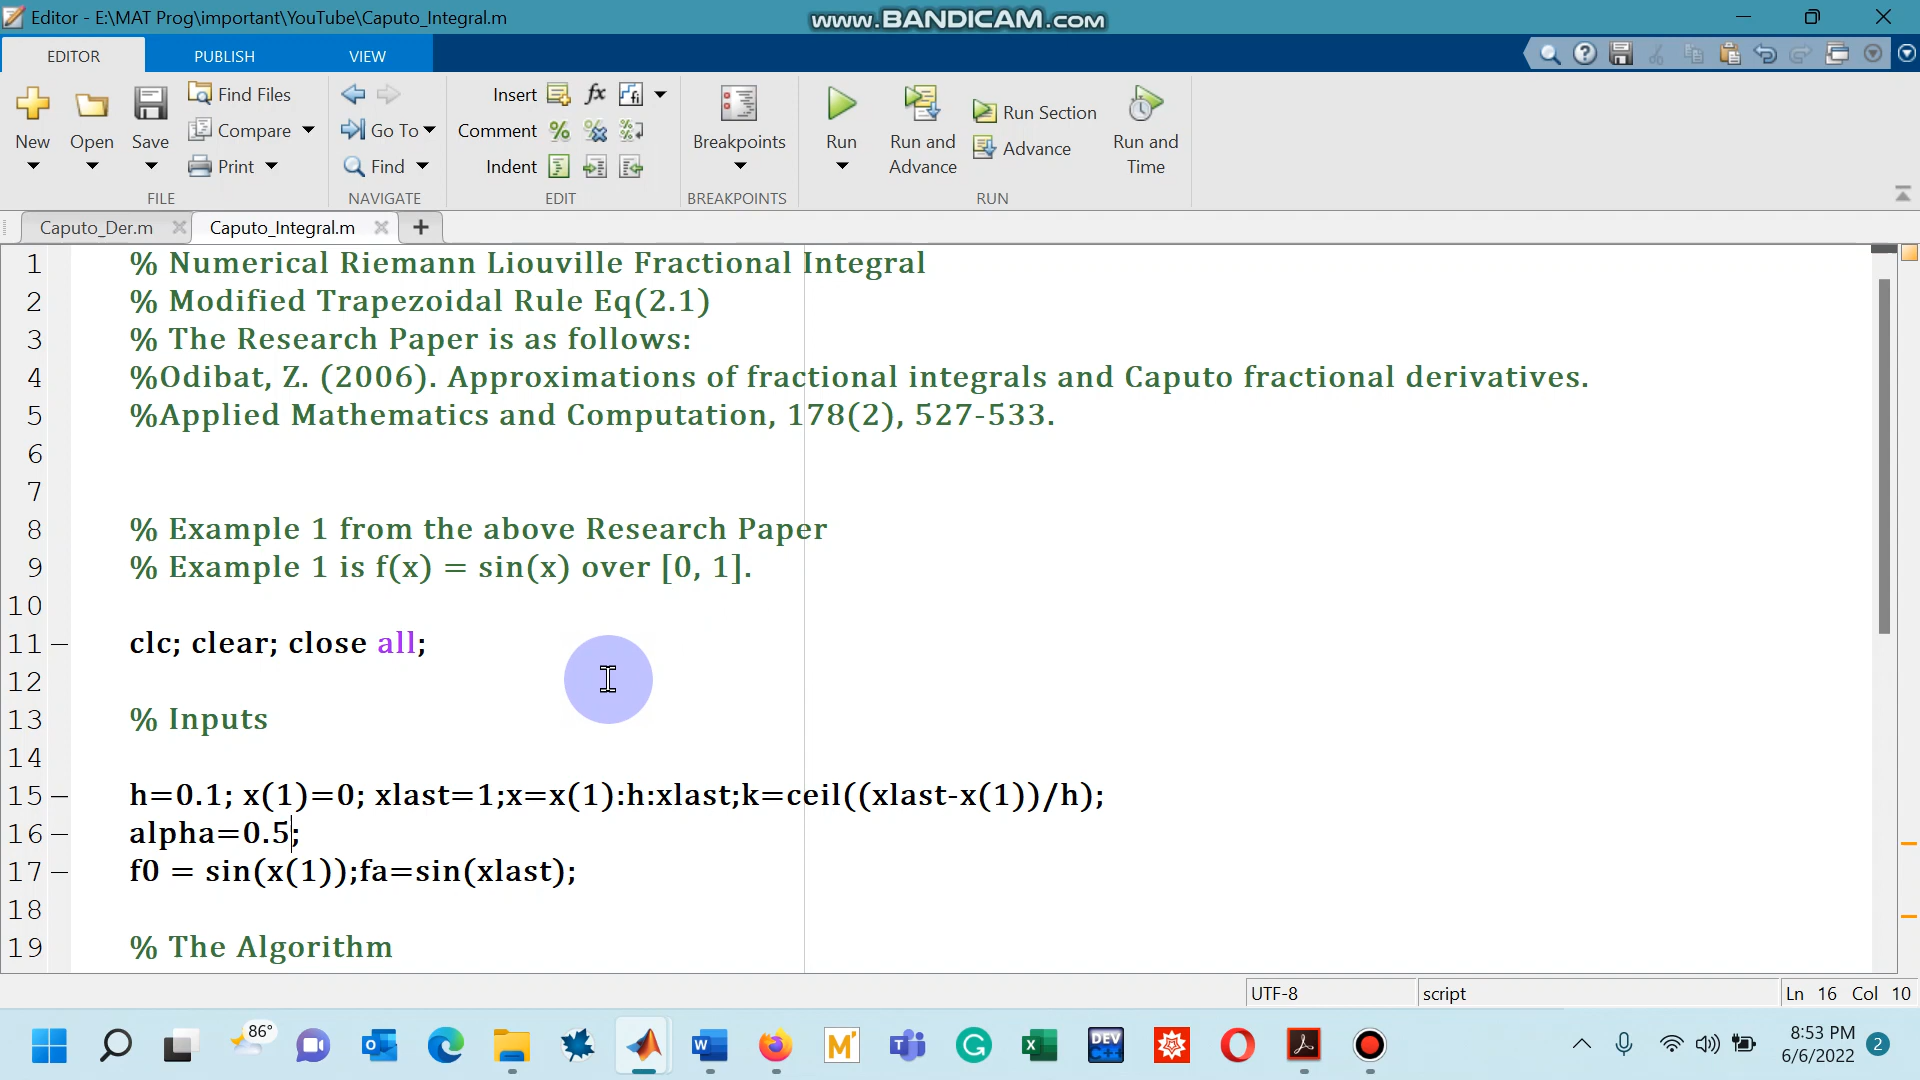 Editor - E:\MAT Prog\important\YouTube\Caputo_Integral.m
www.BANDICAM.com
EDITOR PUBLISH VIEW
New Open Save
Find Files
Compare
Print
FILE
Go To
Find
NAVIGATE
Insert
Comment
Indent
EDIT
Breakpoints
BREAKPOINTS
Run
Run and Advance
Run Section
Advance
Run and Time
RUN
Caputo_Der.m Caputo_Integral.m
1 % Numerical Riemann Liouville Fractional Integral
2 % Modified Trapezoidal Rule Eq(2.1)
3 % The Research Paper is as follows:
4 %Odibat, Z. (2006). Approximations of fractional integrals and Caputo fractional derivatives.
5 %Applied Mathematics and Computation, 178(2), 527-533.
6
7
8 % Example 1 from the above Research Paper
9 % Example 1 is f(x) = sin(x) over [0, 1].
10
11 – clc; clear; close all;
12
13 % Inputs
14
15 – h=0.1; x(1)=0; xlast=1;x=x(1):h:xlast;k=ceil((xlast-x(1))/h);
16 – alpha=0.5;
17 – f0 = sin(x(1));fa=sin(xlast);
18
19 % The Algorithm
UTF-8 script Ln 16 Col 10
86°
DEV C++
8:53 PM
6/6/2022
2